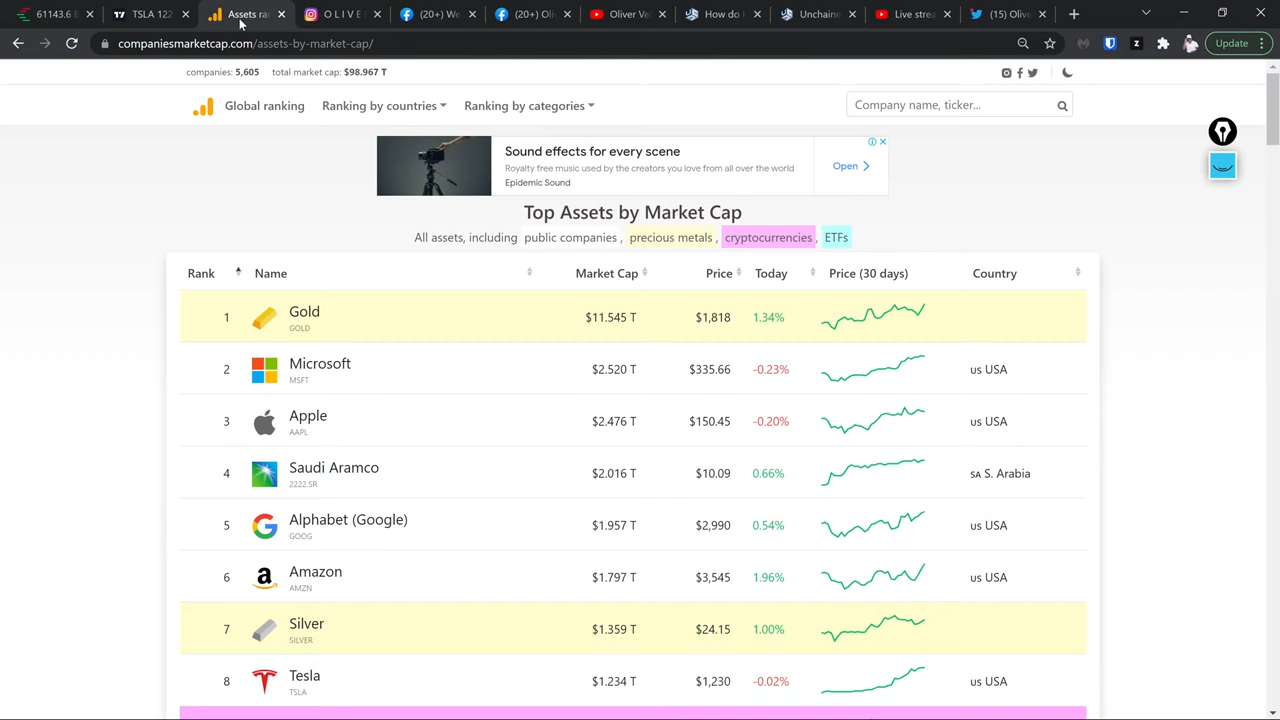 61143.6 B
TSLA 122
Assets ra
O L I V E
(20+) We
(20+) Oli
Oliver Ve
How do
Unchaine
Live strea
(15) Olive
companiesmarketcap.com/assets-by-market-cap/
Update
companies: 5,605 total market cap: $98.967 T
Global ranking Ranking by countries Ranking by categories
Company name, ticker...
Sound effects for every scene
Royalty free music used by the creators you love from all over the world
Epidemic Sound
Open
Top Assets by Market Cap
All assets, including public companies , precious metals , cryptocurrencies , ETFs
Rank Name Market Cap Price Today Price (30 days) Country
1 Gold $11.545 T $1,818 1.34%
GOLD
2 Microsoft $2.520 T $335.66 -0.23% us USA
MSFT
3 Apple $2.476 T $150.45 -0.20% us USA
AAPL
4 Saudi Aramco $2.016 T $10.09 0.66% SA S. Arabia
2222.SR
5 Alphabet (Google) $1.957 T $2,990 0.54% us USA
GOOG
6 Amazon $1.797 T $3,545 1.96% us USA
AMZN
7 Silver $1.359 T $24.15 1.00%
SILVER
8 Tesla $1.234 T $1,230 -0.02% us USA
TSLA